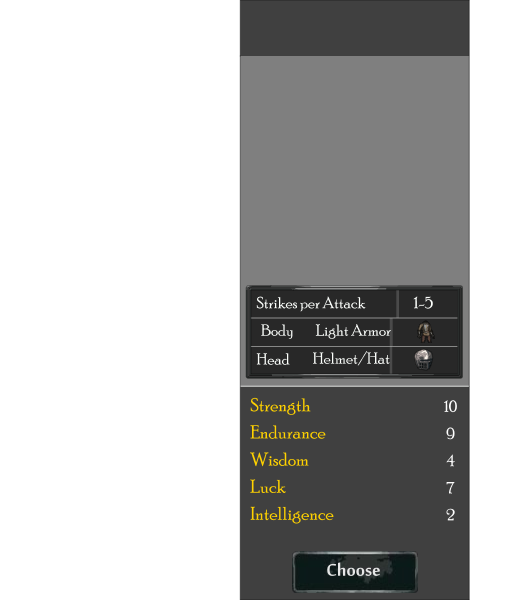 Strikes per Attack 1-5
Body Light Armor
Head Helmet/Hat
Strength 10
Endurance 9
Wisdom 4
Luck 7
Intelligence 2
Choose